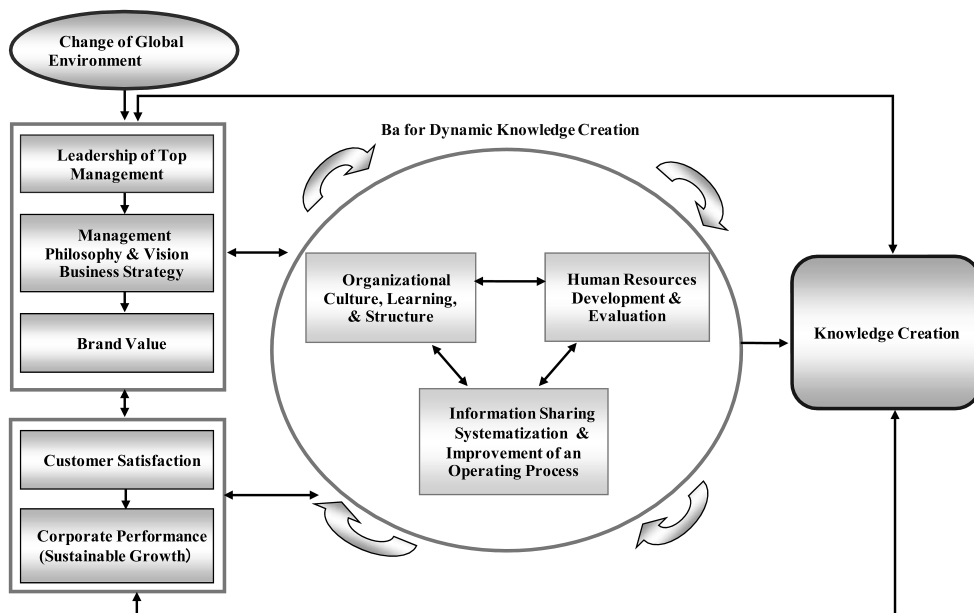 Change of Global
Environment
Ba for Dynamic Knowledge Creation
Leadership of Top
Management
Management
Philosophy & Vision
Business Strategy
Brand Value
Organizational
Culture, Learning,
& Structure
Human Resources
Development &
Evaluation
Knowledge Creation
Information Sharing
Systematization &
Improvement of an
Operating Process
Customer Satisfaction
Corporate Performance
(Sustainable Growth)